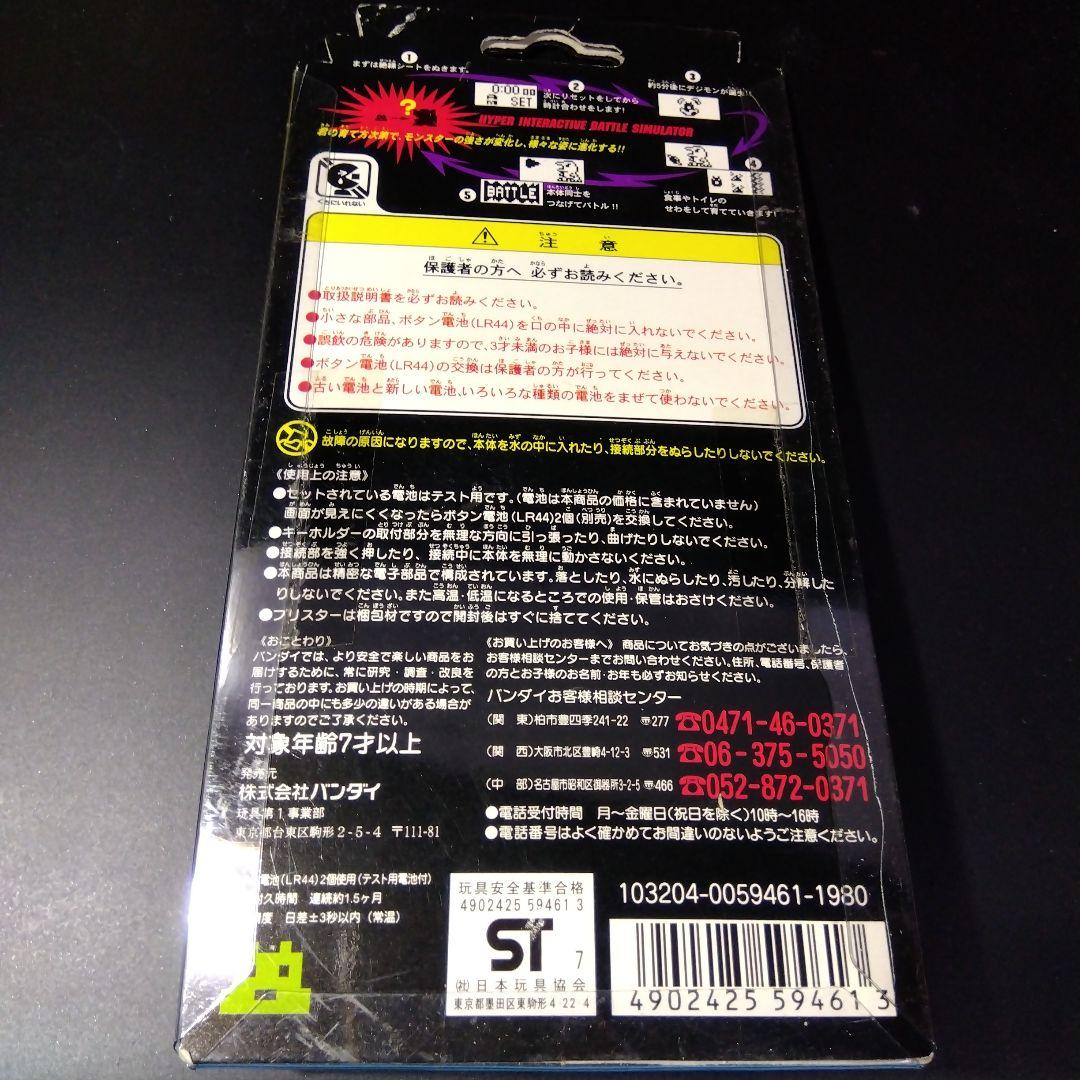 ①
まずは絶縁シートをぬきます。
②
0:00 00
SET
次にリセットをしてから
時計合わせをします!
③
約5分後にデジモンが誕生!
?
HYPER INTERACTIVE BATTLE SIMULATOR
君の育て方次第で、モンスターの強さが変化し、様々な姿に進化する!!
④
食事やトイレの
せわをして育てていきます!
⑤
BATTLE
本体同士を
つなげてバトル!!
くちにいれない
注意
保護者の方へ 必ずお読みください。
●取扱説明書を必ずお読みください。
●小さな部品、ボタン電池(LR44)を口の中に絶対に入れないでください。
●誤飲の危険がありますので、3才未満のお子様には絶対に与えないでください。
●ボタン電池(LR44)の交換は保護者の方が行ってください。
●古い電池と新しい電池、いろいろな種類の電池をまぜて使わないでください。
故障の原因になりますので、本体を水の中に入れたり、接続部分をぬらしたりしないでください。
《使用上の注意》
●セットされている電池はテスト用です。(電池は本商品の価格に含まれていません)
画面が見えにくくなったらボタン電池(LR44)2個(別売)を交換してください。
●キーホルダーの取付部分を無理な方向に引っ張ったり、曲げたりしないでください。
●接続部を強く押したり、接続中に本体を無理に動かさないください。
●本商品は精密な電子部品で構成されています。落としたり、水にぬらしたり、汚したり、分解した
りしないでください。また高温・低温になるところでの使用・保管はおさけください。
●ブリスターは梱包材ですので開封後はすぐに捨ててください。
《おことわり》
バンダイでは、より安全で楽しい商品をお
届けするために、常に研究・調査・改良を
行っております。お買い上げの時期によって、
同一商品の中にも多少の違いがある場合が
ありますのでご了承ください。
対象年齢7才以上
発売元
株式会社バンダイ
玩具第1事業部
東京都台東区駒形2-5-4 〒111-81
《お買い上げのお客様へ》 商品についてお気づきの点がございましたら、
お客様相談センターまでお問い合わせください。住所、電話番号、保護者
の方とお子様のお名前・お年も必ずお知らせください。
バンダイお客様相談センター
(関 東)柏市豊四季241-22 〒277 ☎0471-46-0371
(関 西)大阪市北区豊崎4-12-3 〒531 ☎06-375-5050
(中 部)名古屋市昭和区御器所3-2-5 〒466 ☎052-872-0371
●電話受付時間 月~金曜日(祝日を除く)10時~16時
●電話番号はよく確かめてお間違いのないようご注意ください。
電池(LR44)2個使用(テスト用電池付)
耐久時間 連続約1.5ヶ月
度 日差±3秒以内(常温)
玩具安全基準合格
4902425 59461 3
ST 7
㈳日本玩具協会
東京都墨田区東駒形4 22 4
103204-0059461-1980
4902425 59461 3